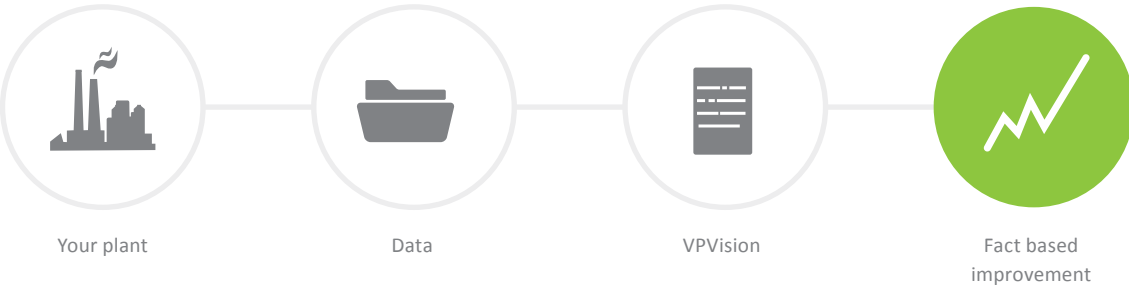 Your plant
Data
VPVision
Fact based
improvement